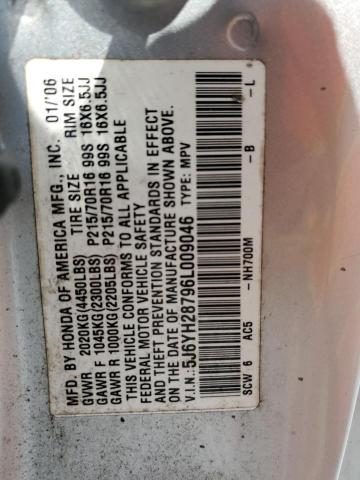 MFD. BY HONDA OF AMERICA MFG., INC. 01/'06
TIRE SIZE RIM SIZE
GVWR 2020KG(4450LBS)
GAWR F 1045KG(2300LBS) P215/70R16 99S 16X6.5JJ
GAWR R 1000KG(2205LBS) P215/70R16 99S 16X6.5JJ
THIS VEHICLE CONFORMS TO ALL APPLICABLE
FEDERAL MOTOR VEHICLE SAFETY
PREVENTION STANDARDS IN EFFECT
ON THE DATE OF MANUFACTURE SHOWN ABOVE.
V.I.N.: 5J6YH28796L009046 TYPE: MPV
SCW 6 AC5 -NH700M -B -L